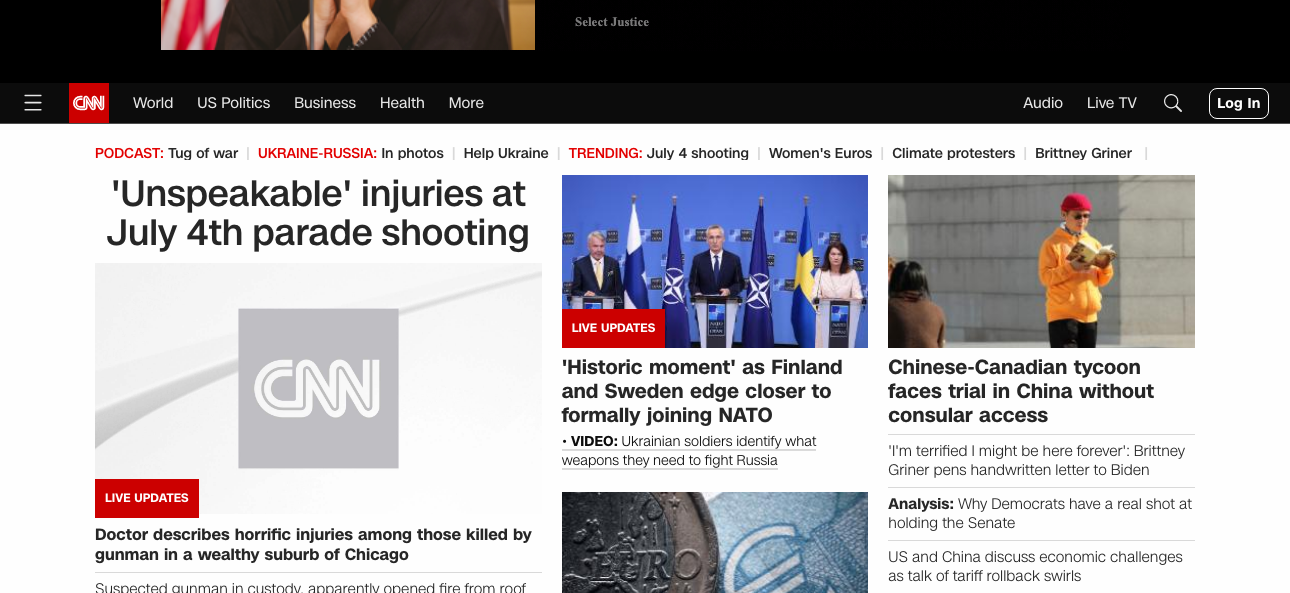 Select Justice
CNN World US Politics Business Health More Audio Live TV Log In
PODCAST: Tug of war | UKRAINE-RUSSIA: In photos | Help Ukraine | TRENDING: July 4 shooting | Women's Euros | Climate protesters | Brittney Griner |
'Unspeakable' injuries at
July 4th parade shooting
CNN
LIVE UPDATES
Doctor describes horrific injuries among those killed by
gunman in a wealthy suburb of Chicago
Suspected gunman in custody, apparently opened fire from roof
LIVE UPDATES
'Historic moment' as Finland
and Sweden edge closer to
formally joining NATO
• VIDEO: Ukrainian soldiers identify what
weapons they need to fight Russia
EURO
Chinese-Canadian tycoon
faces trial in China without
consular access
'I'm terrified I might be here forever': Brittney
Griner pens handwritten letter to Biden
Analysis: Why Democrats have a real shot at
holding the Senate
US and China discuss economic challenges
as talk of tariff rollback swirls